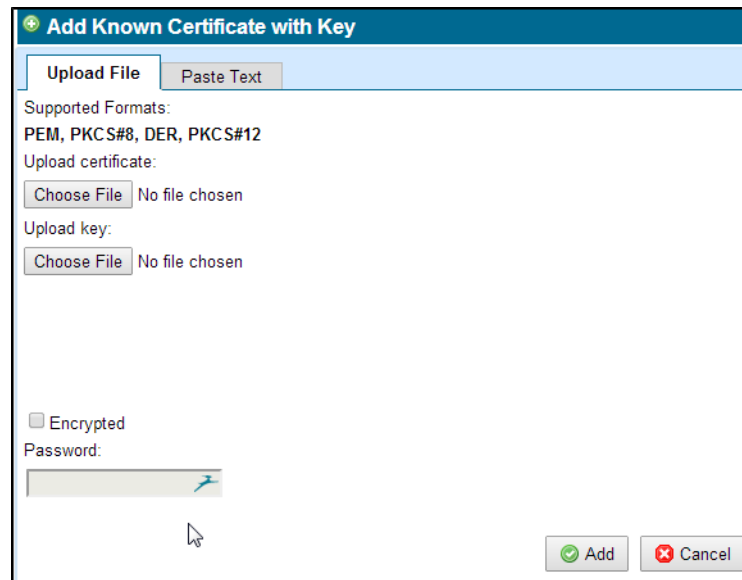 Add Known Certificate with Key
Upload File Paste Text
Supported Formats:
PEM, PKCS#8, DER, PKCS#12
Upload certificate:
Choose File No file chosen
Upload key:
Choose File No file chosen
Encrypted
Password:
Add Cancel